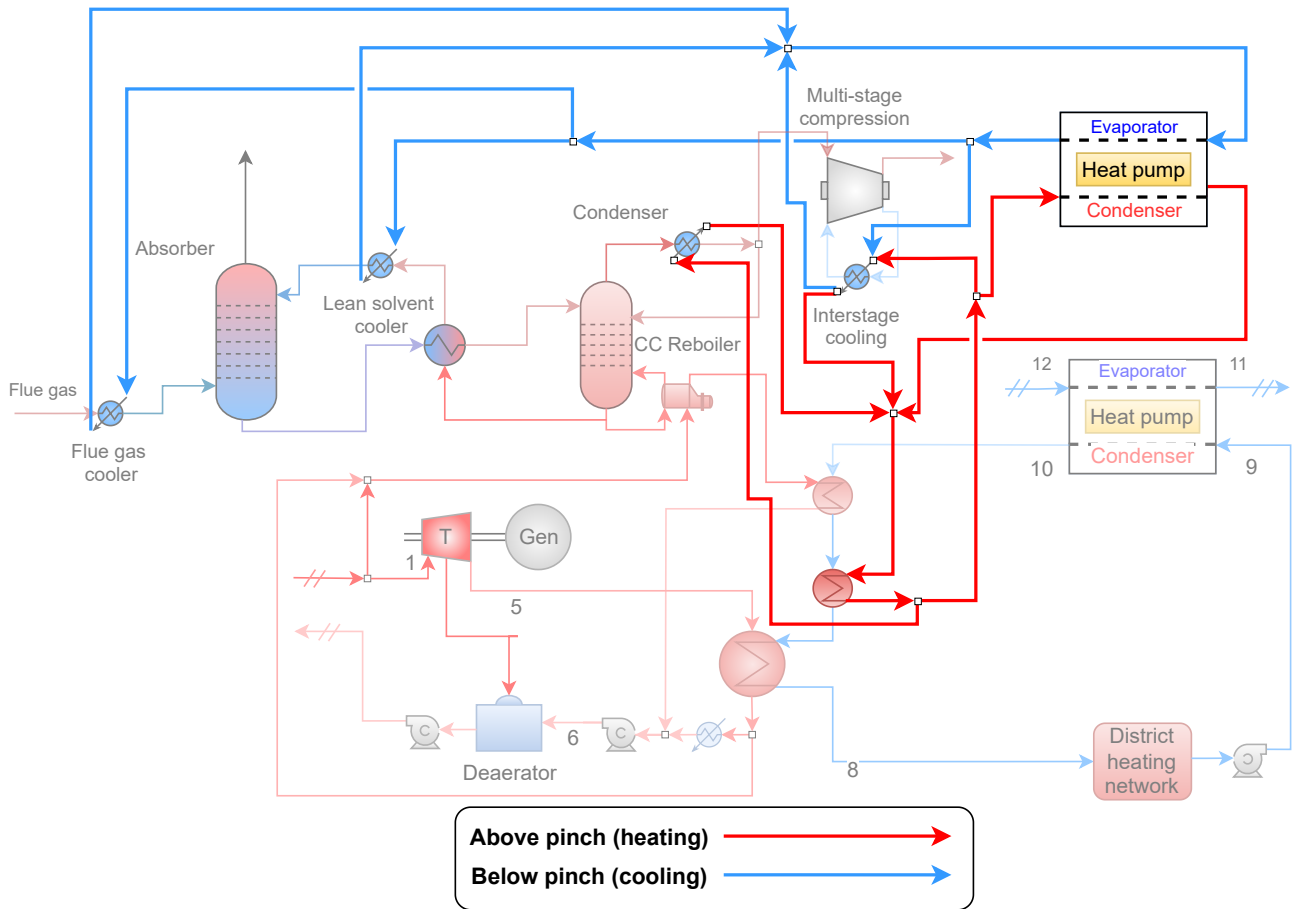 Multi-stage
compression
Evaporator
Heat pump
Condenser
Condenser
Absorber
Lean solvent
cooler
Interstage
cooling
CC Reboiler
Flue gas
Flue gas
cooler
12
11
Evaporator
Heat pump
Condenser
10
9
T
Gen
1
5
C
C
6
Deaerator
8
District
heating
network
C
Above pinch (heating)
Below pinch (cooling)